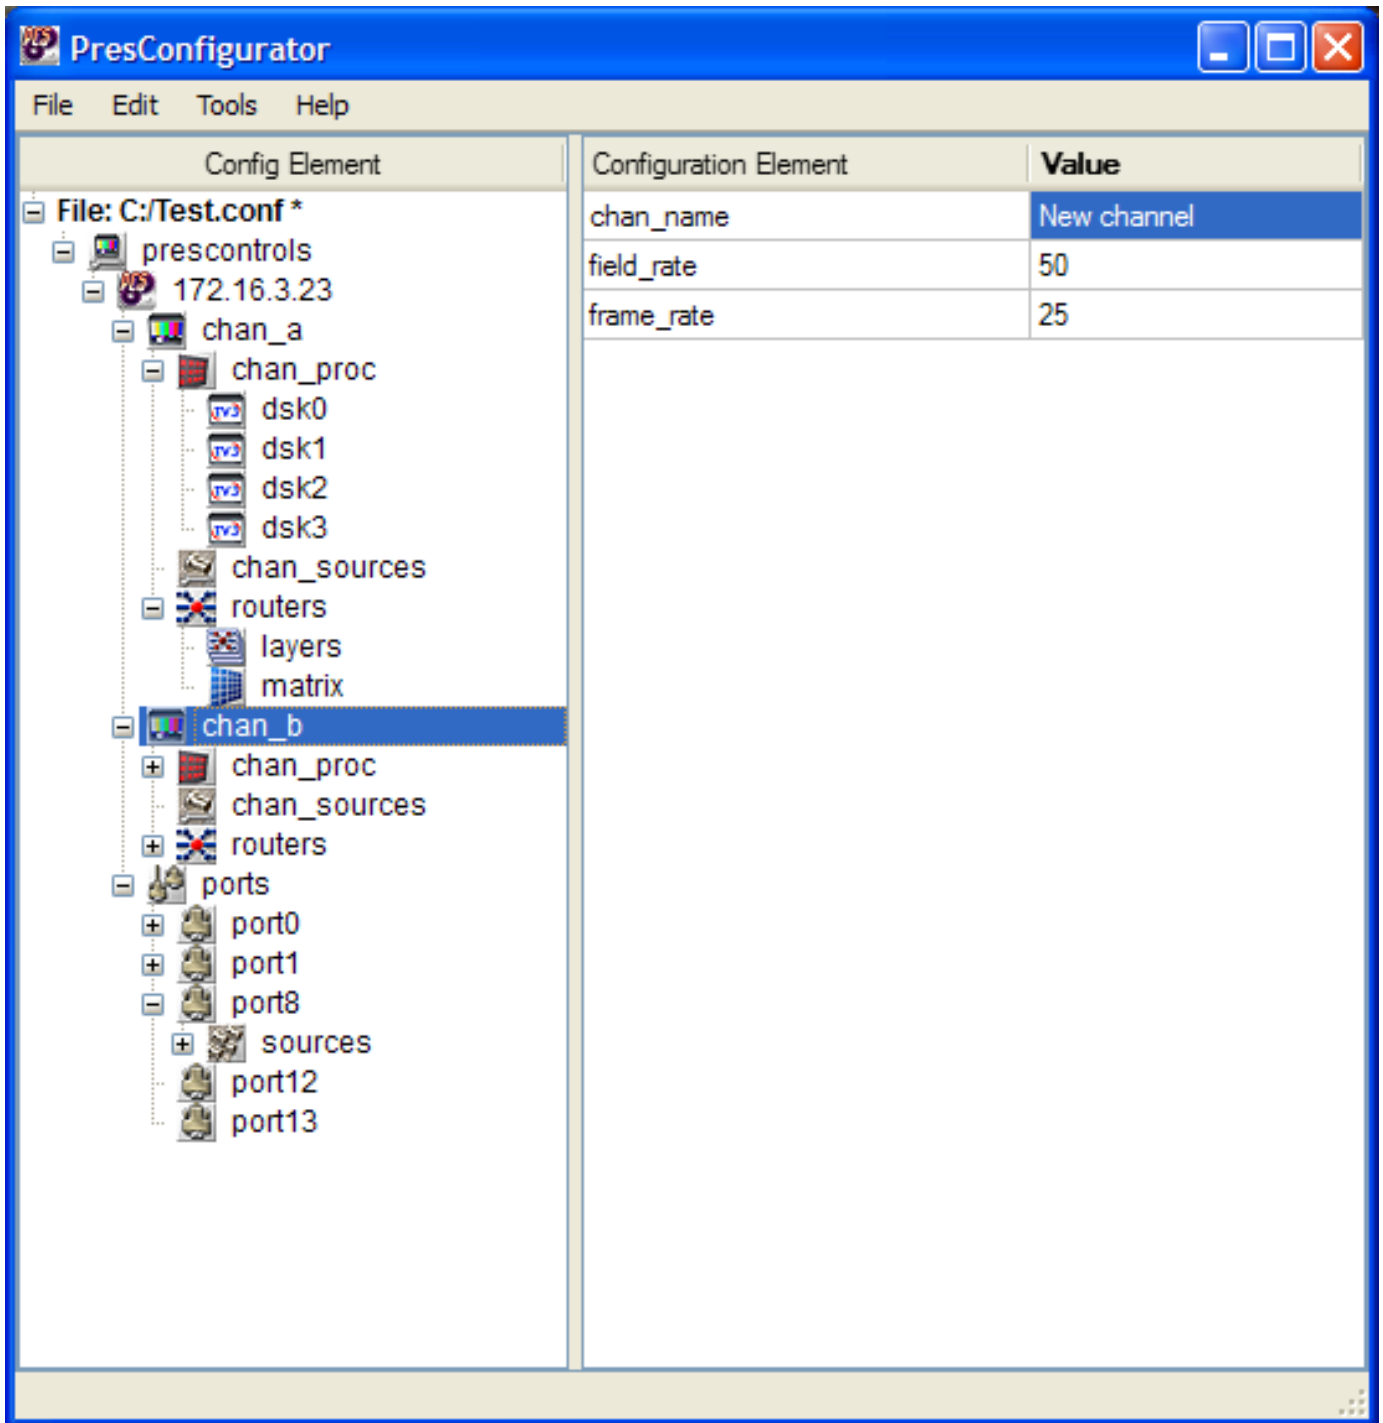 PresConfigurator
File Edit Tools Help
Config Element
File: C:/Test.conf *
prescontrols
172.16.3.23
chan_a
chan_proc
dsk0
dsk1
dsk2
dsk3
chan_sources
routers
layers
matrix
chan_b
chan_proc
chan_sources
routers
ports
port0
port1
port8
sources
port12
port13
Configuration Element Value
chan_name New channel
field_rate 50
frame_rate 25